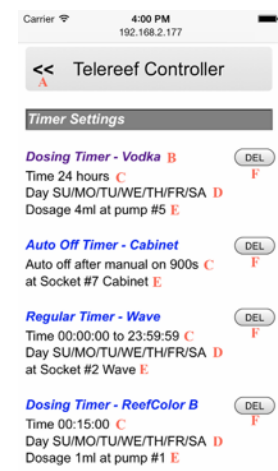 Carrier 4:00 PM
192.168.2.177
<< Telereef Controller
A
Timer Settings
Dosing Timer - Vodka B DEL
Time 24 hours C F
Day SU/MO/TU/WE/TH/FR/SA D
Dosage 4ml at pump #5 E
Auto Off Timer - Cabinet DEL
Auto off after manual on 900s C F
at Socket #7 Cabinet E
Regular Timer - Wave DEL
Time 00:00:00 to 23:59:59 C F
Day SU/MO/TU/WE/TH/FR/SA D
at Socket #2 Wave E
Dosing Timer - ReefColor B DEL
Time 00:15:00 C F
Day SU/MO/TU/WE/TH/FR/SA D
Dosage 1ml at pump #1 E